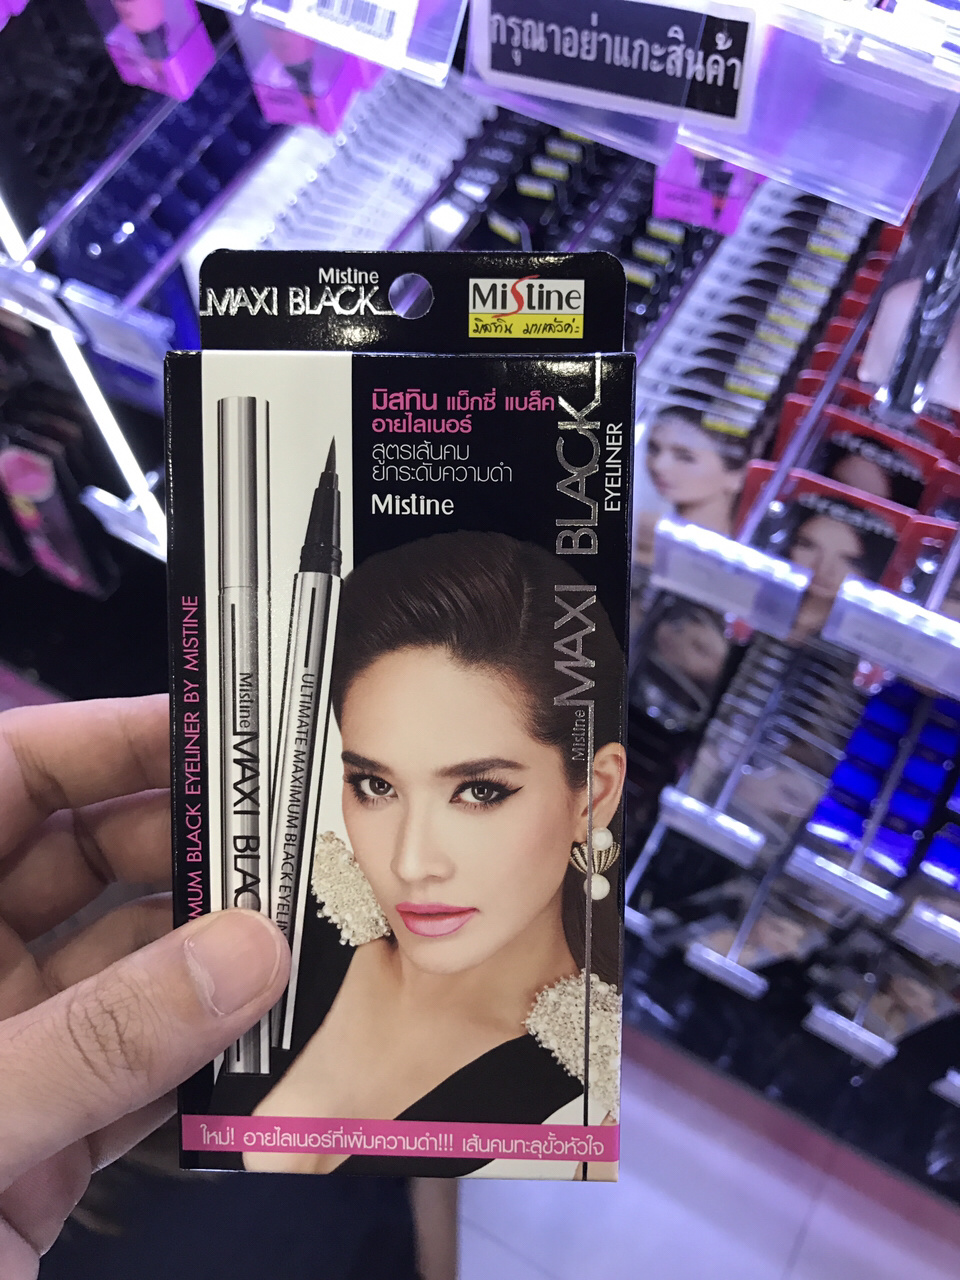 กรุณาอย่าแกะสินค้า
Mistine
MAXI BLACK
MiStine
มิสทิน มาแล้วค่ะ
มิสทิน แม็กซี่ แบล็ค
อายไลเนอร์
สูตรเส้นคม
ยกระดับความดำ
Mistine
Mistine MAXI BLACK
EYELINER
MUM BLACK EYELINER BY MISTINE
Mistine MAXI BLAC
ULTIMATE MAXIMUM BLACK EYELIN
ใหม่! อายไลเนอร์ที่เพิ่มความดำ!!! เส้นคมทะลุขั้วหัวใจ